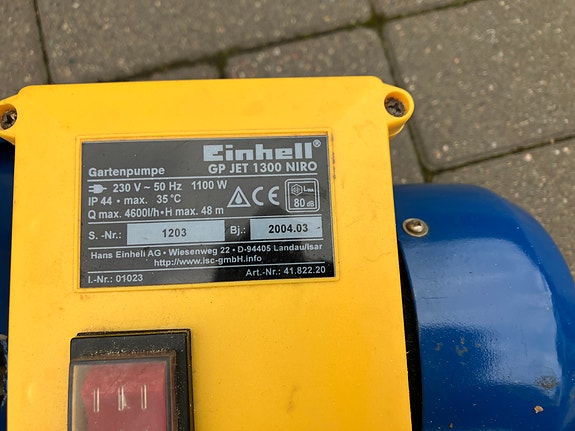 Einhell®
Gartenpumpe GP JET 1300 NIRO
230 V ~ 50 Hz 1100 W
IP 44 • max. 35 °C
Q max. 4600l/h • H max. 48 m
CE
LWA
80 dB
S. -Nr.: 1203 Bj.: 2004.03
Hans Einhell AG • Wiesenweg 22 • D-94405 Landau/Isar
http://www.isc-gmbH.info
I.-Nr.: 01023 Art.-Nr.: 41.822.20